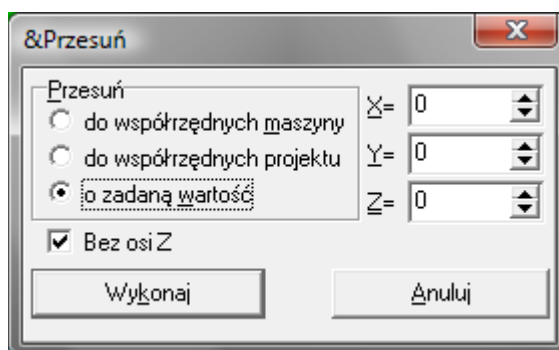 &Przesuń
Przesuń
do współrzędnych maszyny
do współrzędnych projektu
o zadaną wartość
X= 0
Y= 0
Z= 0
Bez osi Z
Wykonaj
Anuluj